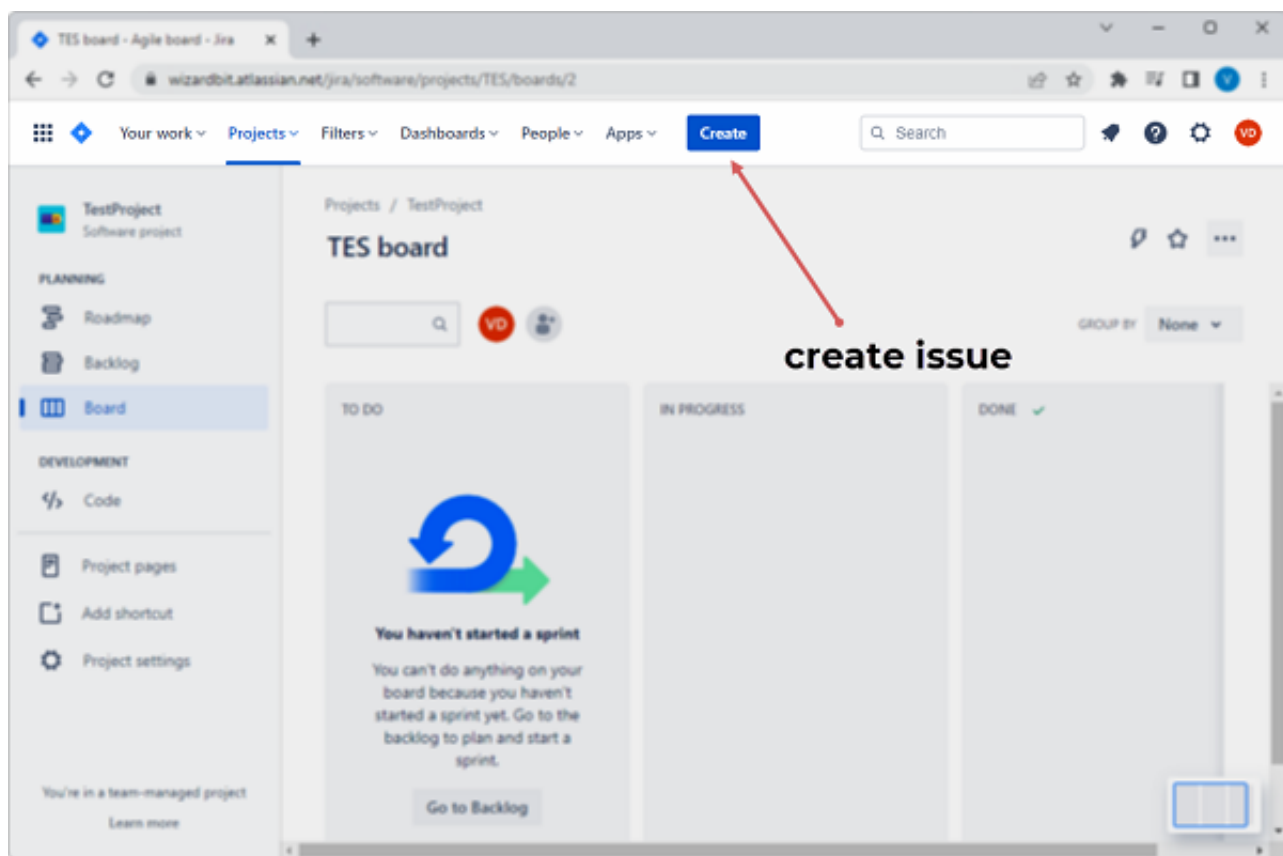 TES board - Agile board - Jira
wizardbit.atlassian.net/jira/software/projects/TES/boards/2
V
Your work Projects Filters Dashboards People Apps Create Search VD
TestProject
Software project
PLANNING
Roadmap
Backlog
Board
DEVELOPMENT
Code
Project pages
Add shortcut
Project settings
You're in a team-managed project
Learn more
Projects / TestProject
TES board
VD
GROUP BY None
create issue
TO DO
IN PROGRESS
DONE
You haven't started a sprint
You can't do anything on your
board because you haven't
started a sprint yet. Go to the
backlog to plan and start a
sprint.
Go to Backlog